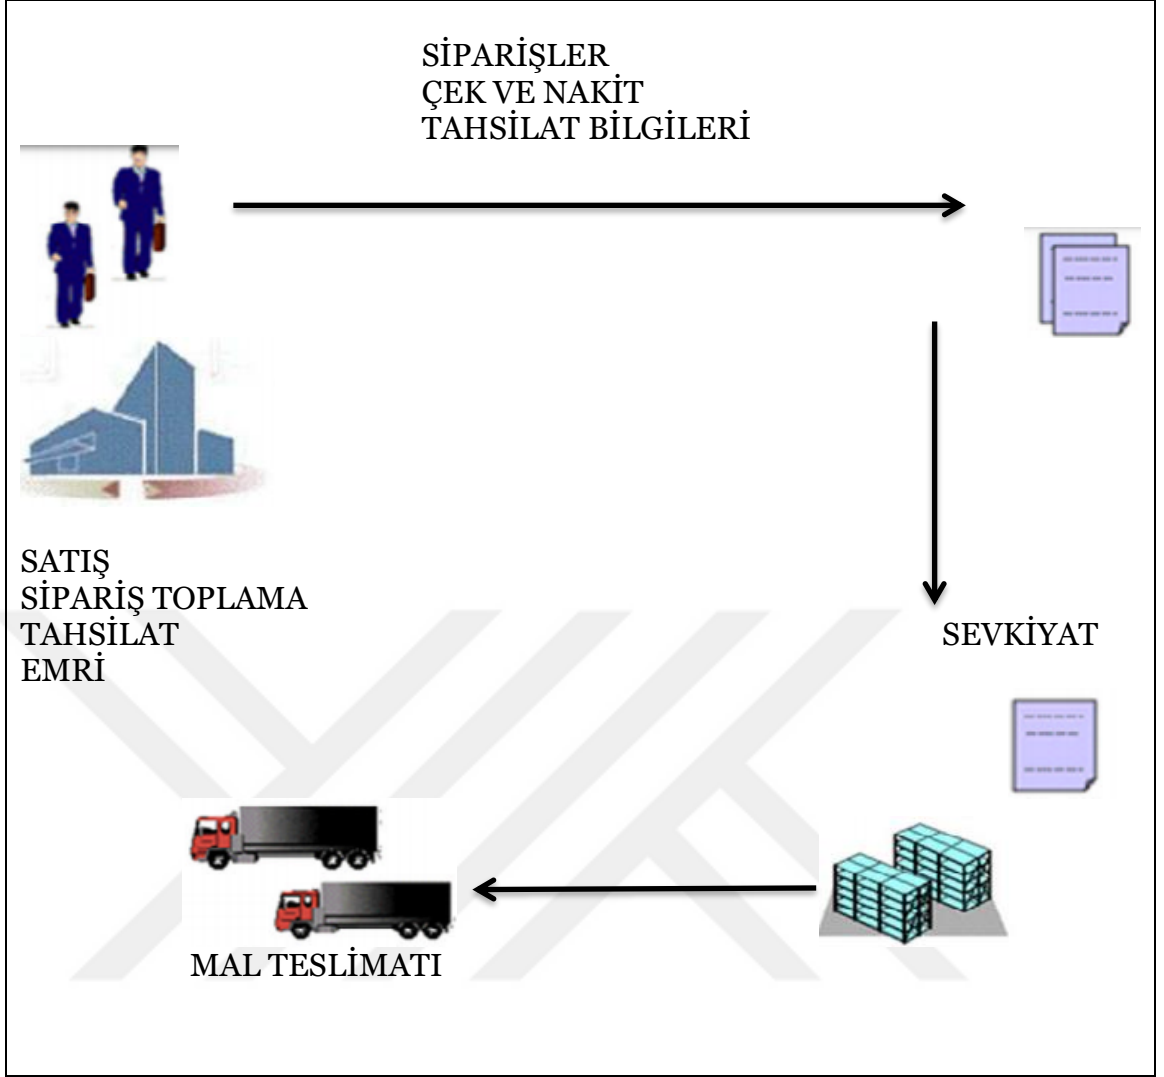 SİPARİŞLER
ÇEK VE NAKİT
TAHSİLAT BİLGİLERİ
SATIŞ
SİPARİŞ TOPLAMA
TAHSİLAT
EMRİ
SEVKİYAT
MAL TESLİMATI